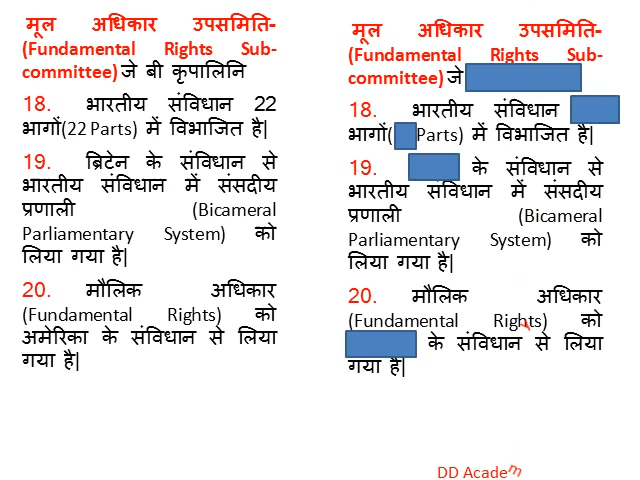 मूल अधिकार उपसमिति-
(Fundamental Rights Sub-
committee) जे बी कृपालिनि
18. भारतीय संविधान 22
भागों(22 Parts) में विभाजित है|
19. ब्रिटेन के संविधान से
भारतीय संविधान में संसदीय
प्रणाली (Bicameral
Parliamentary System) को
लिया गया है|
20. मौलिक अधिकार
(Fundamental Rights) को
अमेरिका के संविधान से लिया
गया है|
मूल अधिकार उपसमिति-
(Fundamental Rights Sub-
committee) जे
18. भारतीय संविधान
भागों( Parts) में विभाजित है|
19. के संविधान से
भारतीय संविधान में संसदीय
प्रणाली (Bicameral
Parliamentary System) को
लिया गया है|
20. मौलिक अधिकार
(Fundamental Rights) को
के संविधान से लिया
गया है|
DD Academ